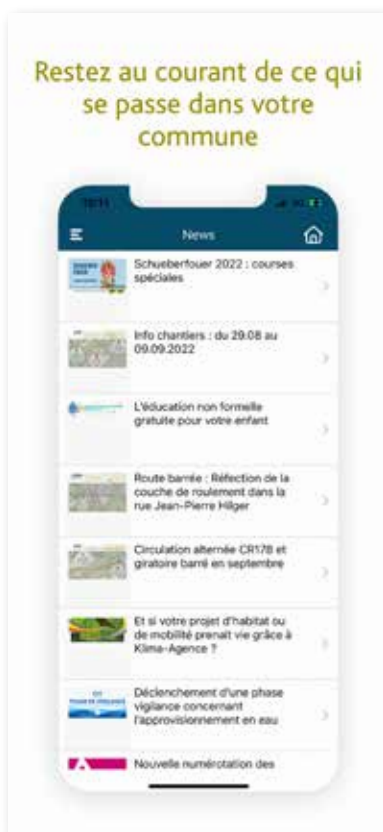 Restez au courant de ce qui
se passe dans votre
commune
News
Schueberfouer 2022 : courses
spéciales
Info chantiers : du 29.08 au
09.09.2022
L'éducation non formelle
gratuite pour votre enfant
Route barrée : Réfection de la
couche de roulement dans la
rue Jean-Pierre Hilger
Circulation alternée CR178 et
giratoire barré en septembre
Et si votre projet d'habitat ou
de mobilité prenait vie grâce à
Klima-Agence ?
Déclenchement d'une phase
vigilance concernant
l'approvisionnement en eau
Nouvelle numérotation des